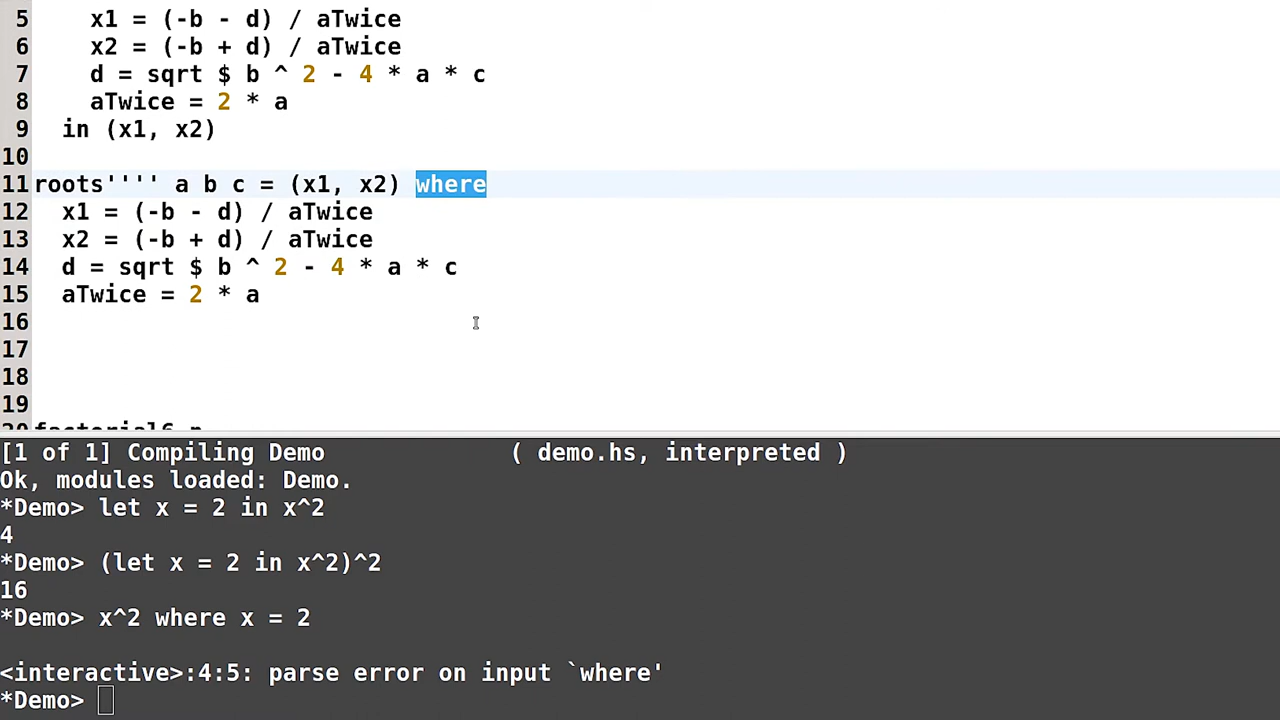 5 x1 = (-b - d) / aTwice
6 x2 = (-b + d) / aTwice
7 d = sqrt $ b ^ 2 - 4 * a * c
8 aTwice = 2 * a
9 in (x1, x2)
10
11 roots'''' a b c = (x1, x2) where
12 x1 = (-b - d) / aTwice
13 x2 = (-b + d) / aTwice
14 d = sqrt $ b ^ 2 - 4 * a * c
15 aTwice = 2 * a
16
17
18
19
20 factorial6 n
[1 of 1] Compiling Demo ( demo.hs, interpreted )
Ok, modules loaded: Demo.
*Demo> let x = 2 in x^2
4
*Demo> (let x = 2 in x^2)^2
16
*Demo> x^2 where x = 2
<interactive>:4:5: parse error on input `where'
*Demo>